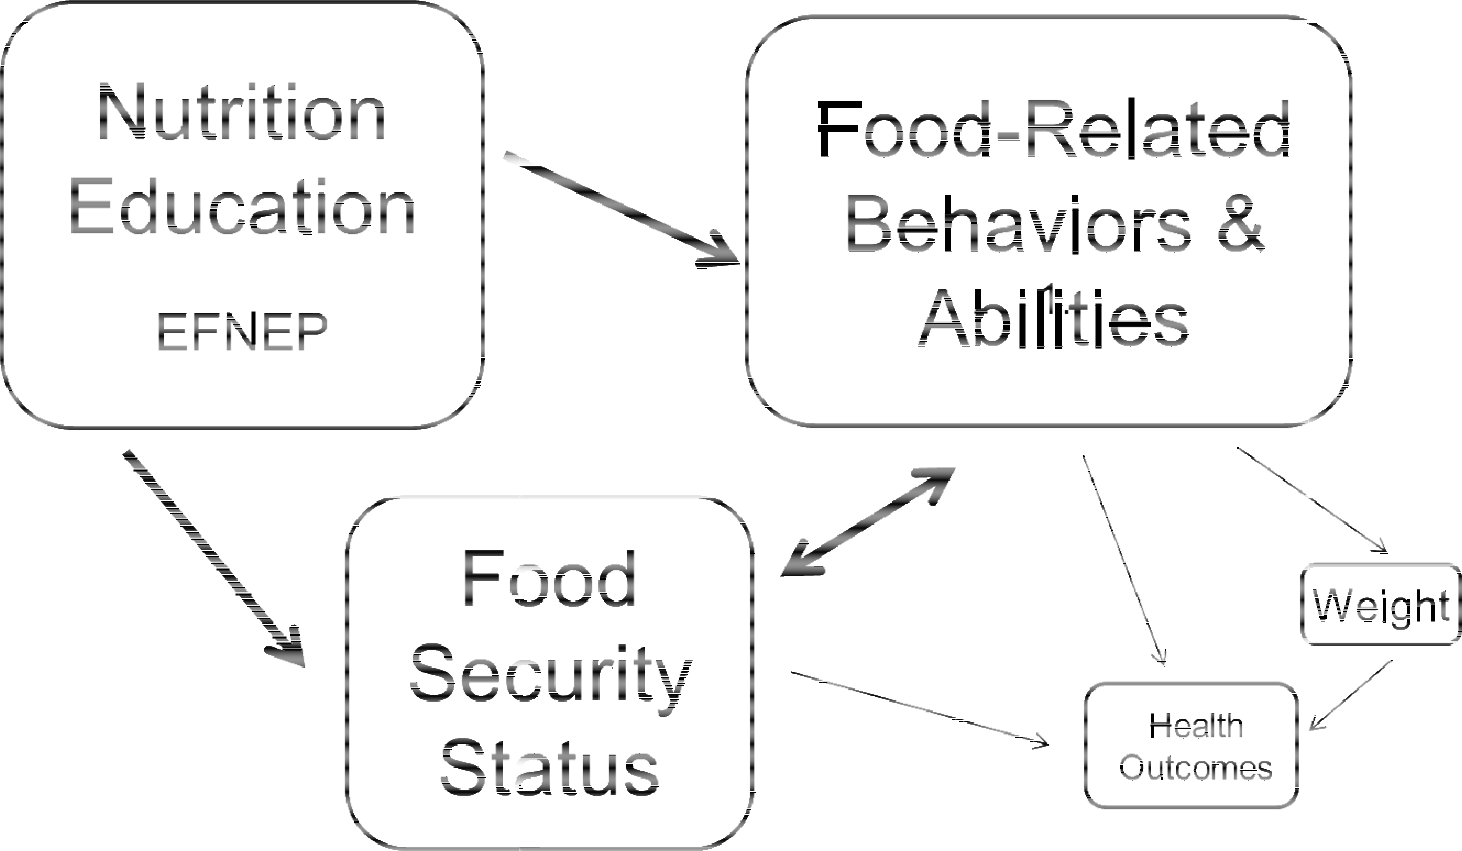 Nutrition
Education
EFNEP
Food-Related
Behaviors &
Abilities
Food
Security
Status
Weight
Health
Outcomes